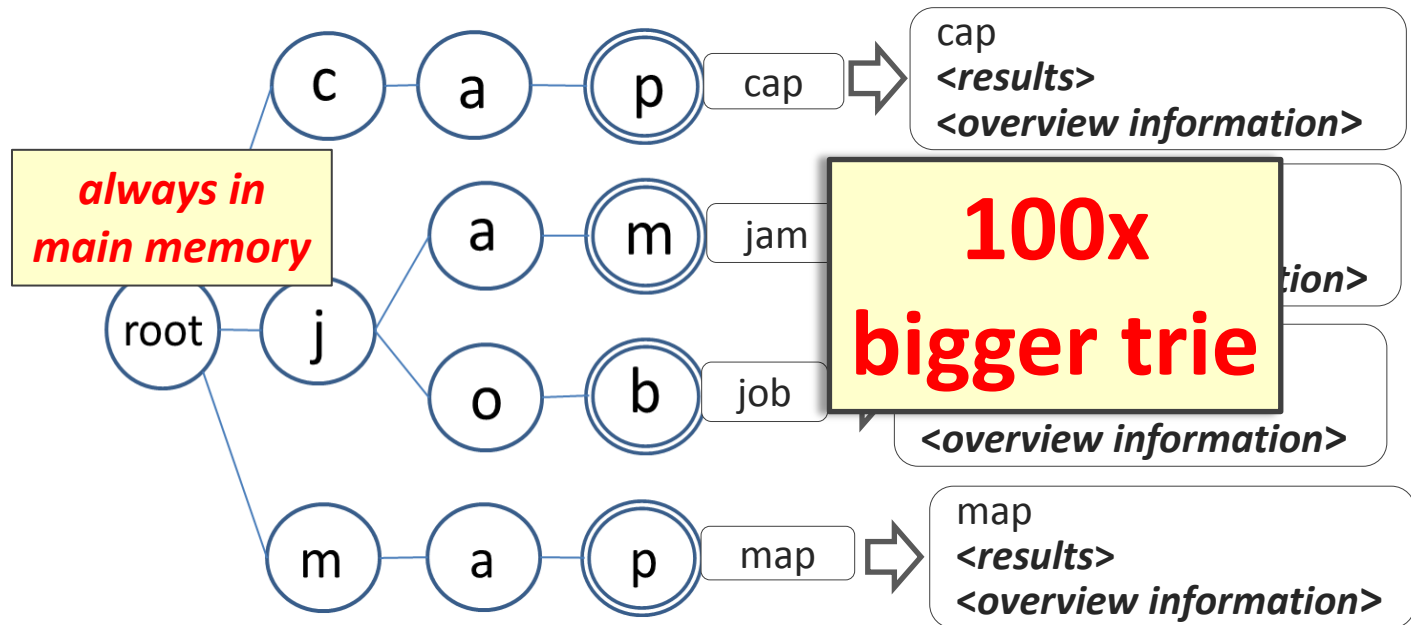 c
a
p
cap
cap
<results>
<overview information>
always in
main memory
a
m
jam
100x
bigger trie
tion>
root
j
o
b
job
<overview information>
m
a
p
map
map
<results>
<overview information>